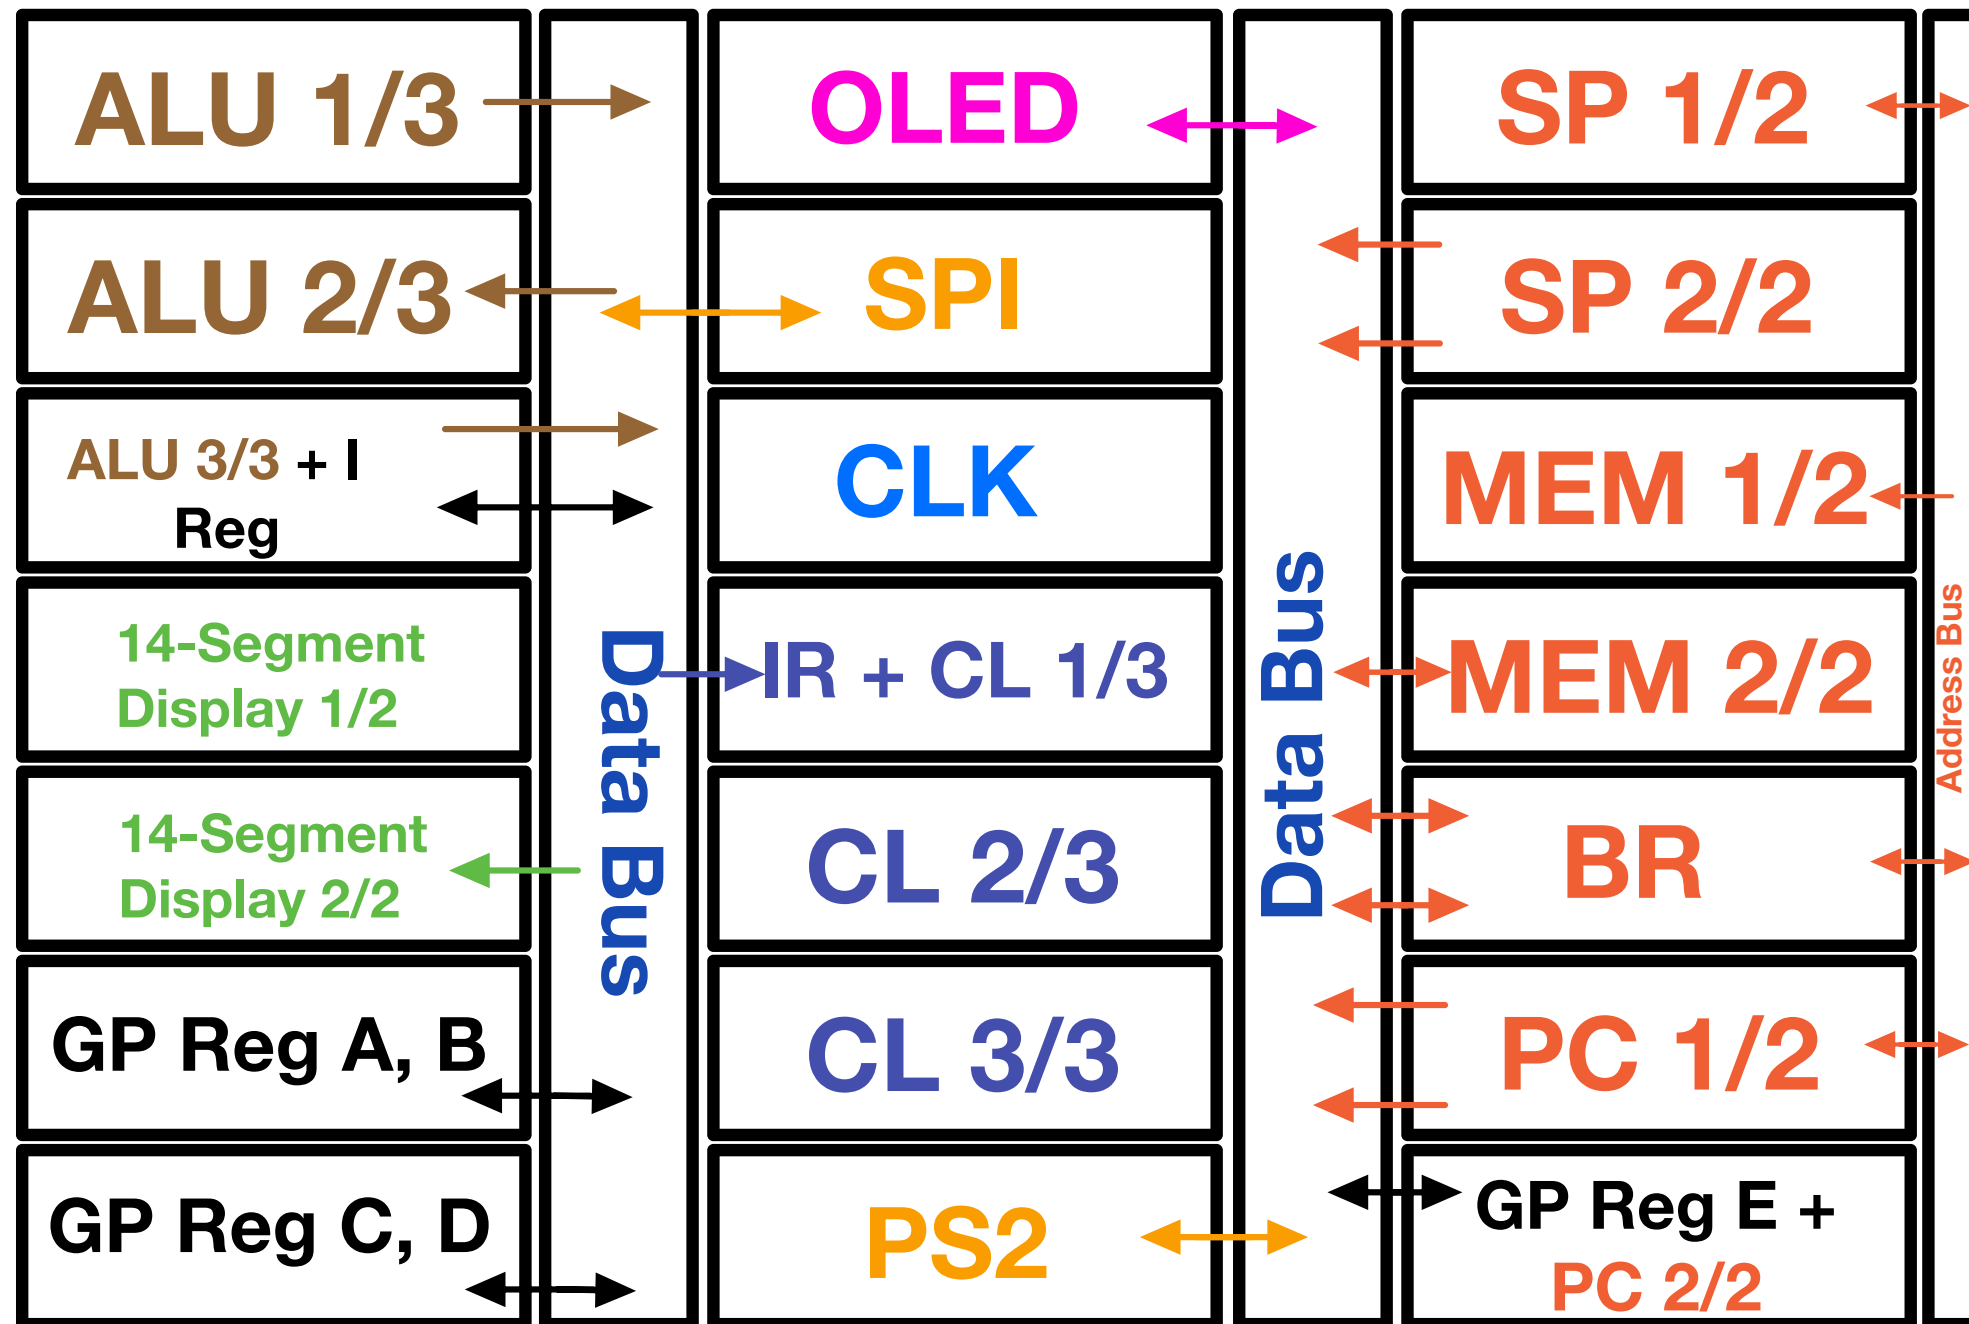 ALU 1/3
ALU 2/3
ALU 3/3 + I
Reg
14-Segment
Display 1/2
14-Segment
Display 2/2
GP Reg A, B
GP Reg C, D
Data Bus
OLED
SPI
CLK
IR + CL 1/3
CL 2/3
CL 3/3
PS2
Data Bus
SP 1/2
SP 2/2
MEM 1/2
MEM 2/2
BR
PC 1/2
GP Reg E +
PC 2/2
Address Bus